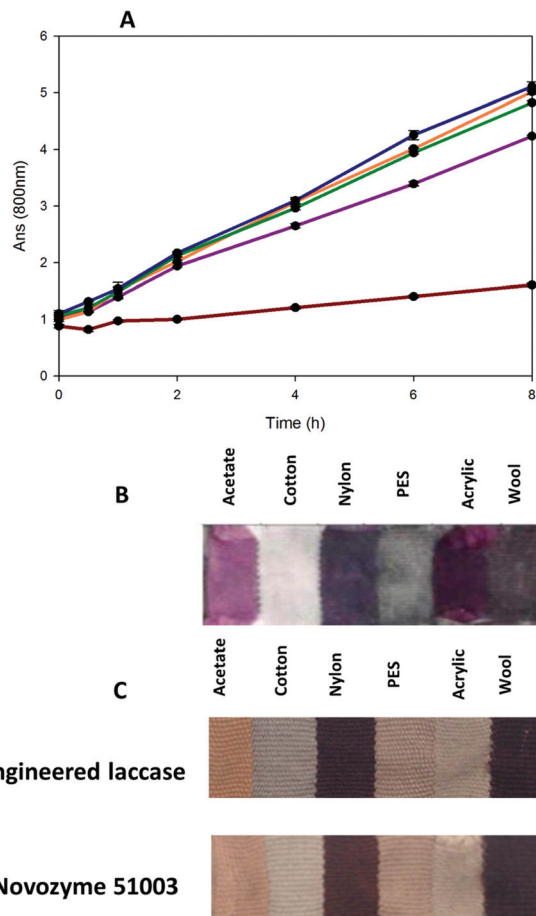 A
6
5
4
3
2
1
0
Ans (800nm)
0 2 4 6 8
Time (h)
B
Acetate Cotton Nylon PES Acrylic Wool
C
Acetate Cotton Nylon PES Acrylic Wool
ngineered laccase
Novozyme 51003